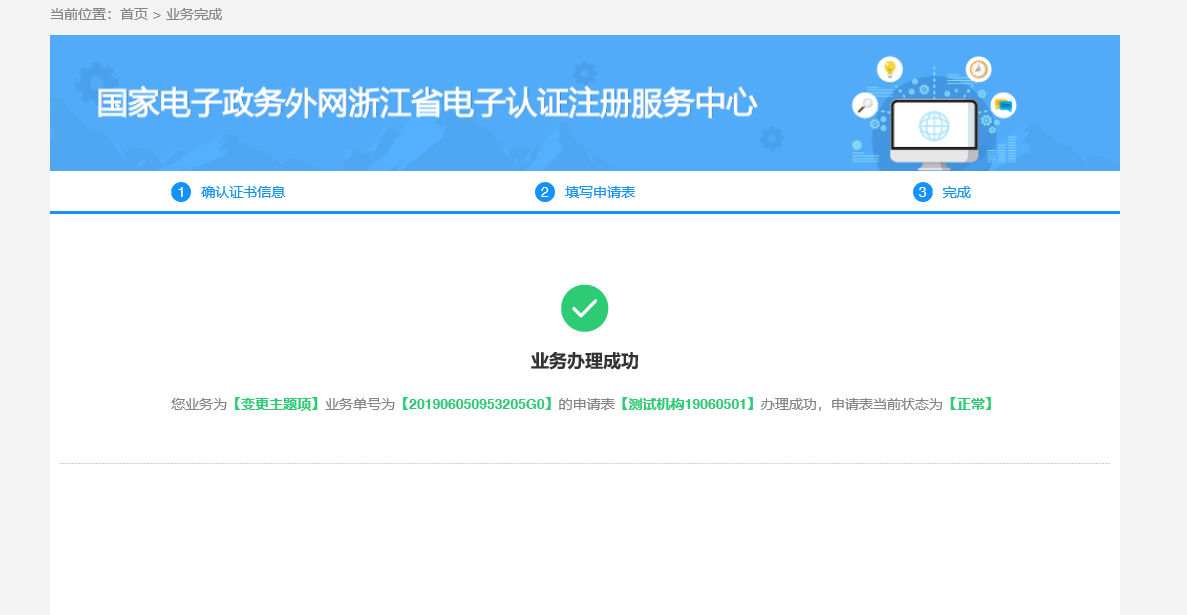 当前位置：首页 > 业务完成
国家电子政务外网浙江省电子认证注册服务中心
1 确认证书信息 2 填写申请表 3 完成
业务办理成功
您业务为【变更主题项】业务单号为【201906050953205G0】的申请表【测试机构19060501】办理成功，申请表当前状态为【正常】